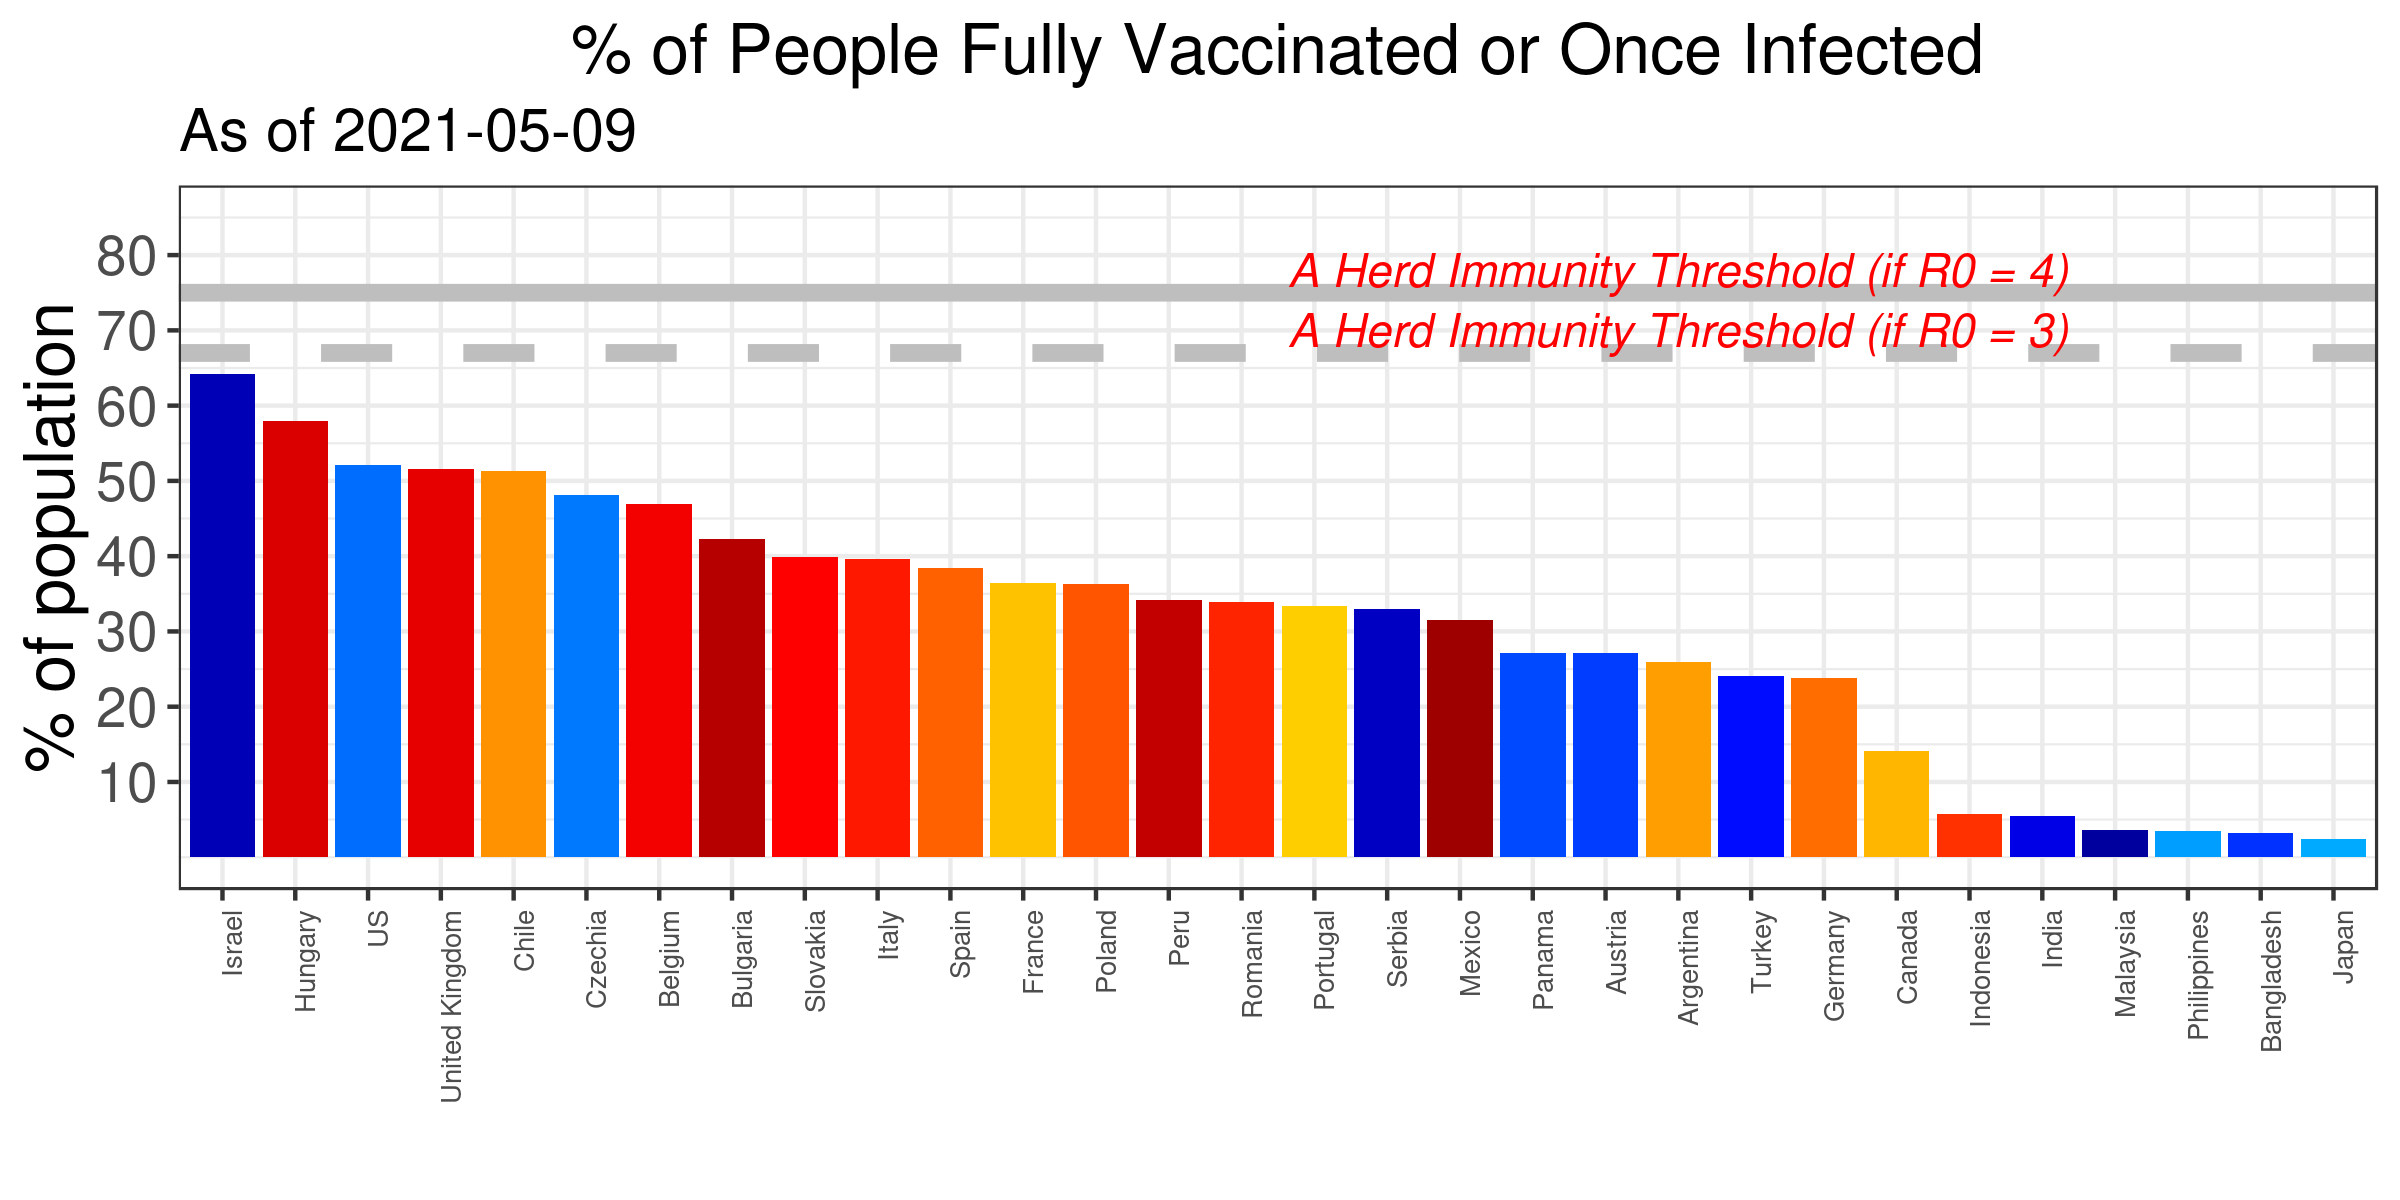 % of People Fully Vaccinated or Once Infected
As of 2021-05-09
% of population
80
70
60
50
40
30
20
10
A Herd Immunity Threshold (if R0 = 4)
A Herd Immunity Threshold (if R0 = 3)
Israel
Hungary
US
United Kingdom
Chile
Czechia
Belgium
Bulgaria
Slovakia
Italy
Spain
France
Poland
Peru
Romania
Portugal
Serbia
Mexico
Panama
Austria
Argentina
Turkey
Germany
Canada
Indonesia
India
Malaysia
Philippines
Bangladesh
Japan